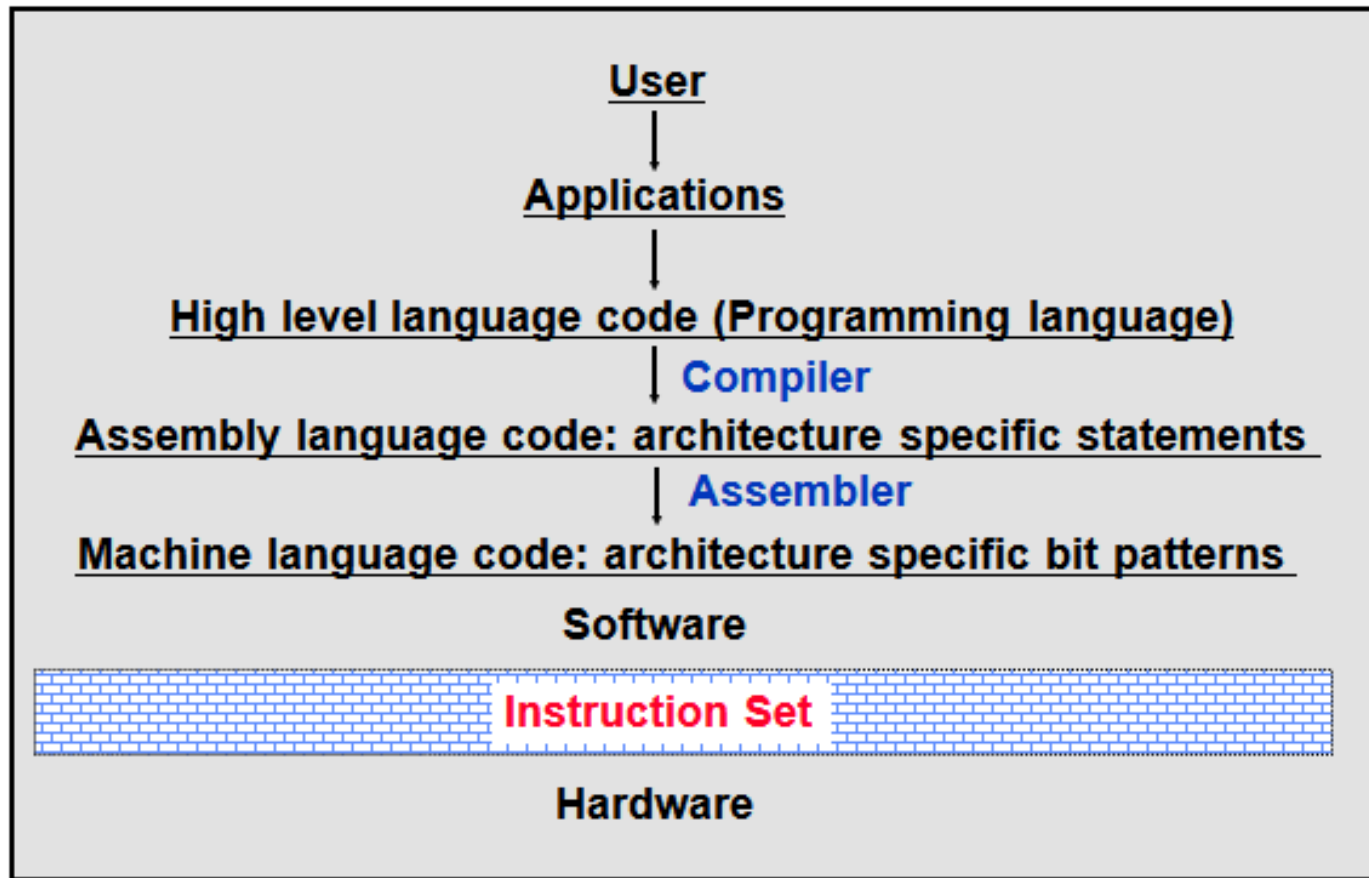 User
Applications
High level language code (Programming language)
Compiler
Assembly language code: architecture specific statements
Assembler
Machine language code: architecture specific bit patterns
Software
Instruction Set
Hardware